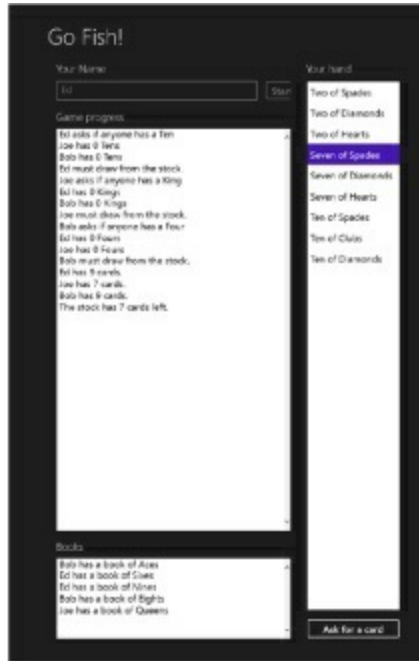 Go Fish!
Your Name
Ed
Star
Game progress
Ed asks if anyone has a Ten
Joe has 0 Tens
Bob has 0 Tens
Ed must draw from the stock.
Joe asks if anyone has a King
Ed has 0 Kings
Bob has 0 Kings
Joe must draw from the stock.
Bob asks if anyone has a Four
Ed has 0 Fours
Joe has 0 Fours
Bob must draw from the stock.
Ed has 9 cards.
Joe has 7 cards.
Bob has cards.
The stock has 7 cards left.
Books
Bob has a book of Aces
Ed has a book of Sixes
Ed has a book of Nines
Bob has a book of Eights
Joe has a book of Queens
Your hand
Two of Spades
Two of Diamonds
Two of Hearts
Seven of Spades
Seven of Diamonds
Seven of Hearts
Ten of Spades
Ten of Clubs
Ten of Diamonds
Ask for a card